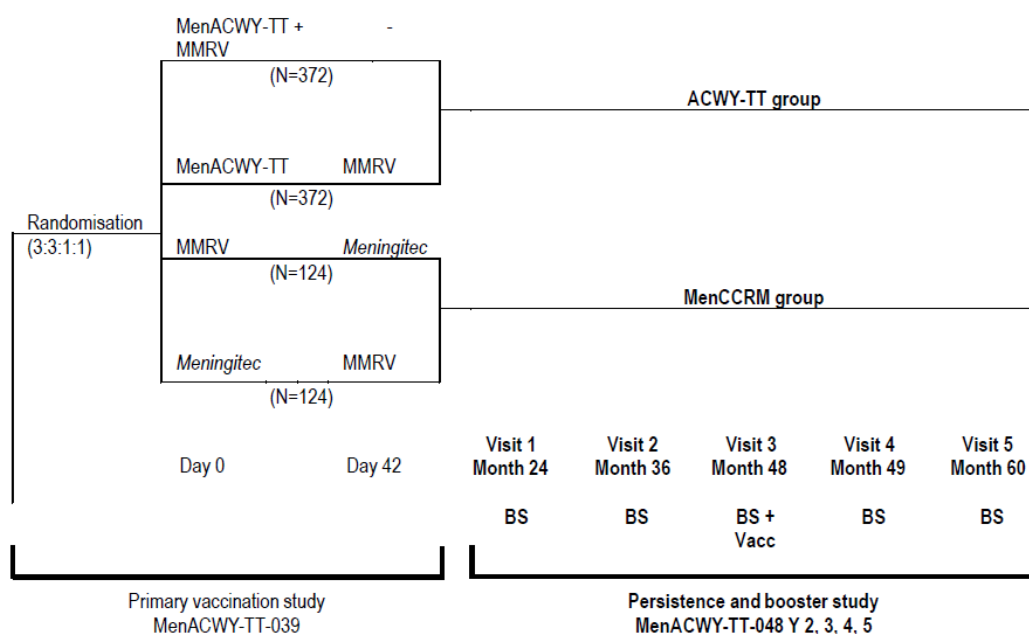 MenACWY-TT + -
MMRV
(N=372)
ACWY-TT group
MenACWY-TT MMRV
(N=372)
Randomisation
(3:3:1:1)
MMRV Meningitec
(N=124)
MenCCRM group
Meningitec MMRV
(N=124)
Day 0 Day 42
Visit 1 Visit 2 Visit 3 Visit 4 Visit 5
Month 24 Month 36 Month 48 Month 49 Month 60
BS BS BS + BS BS
Vacc
Primary vaccination study
MenACWY-TT-039
Persistence and booster study
MenACWY-TT-048 Y 2, 3, 4, 5